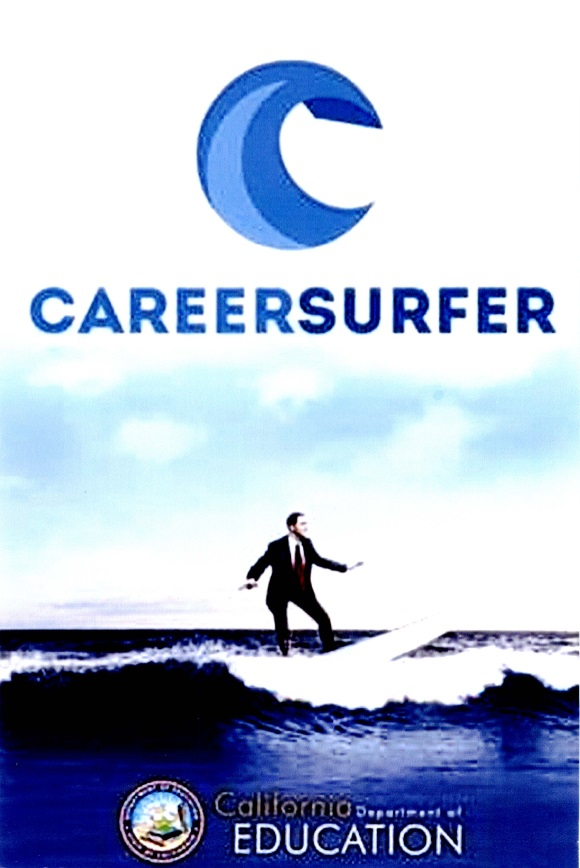 CAREERSURFER
California Department of
EDUCATION